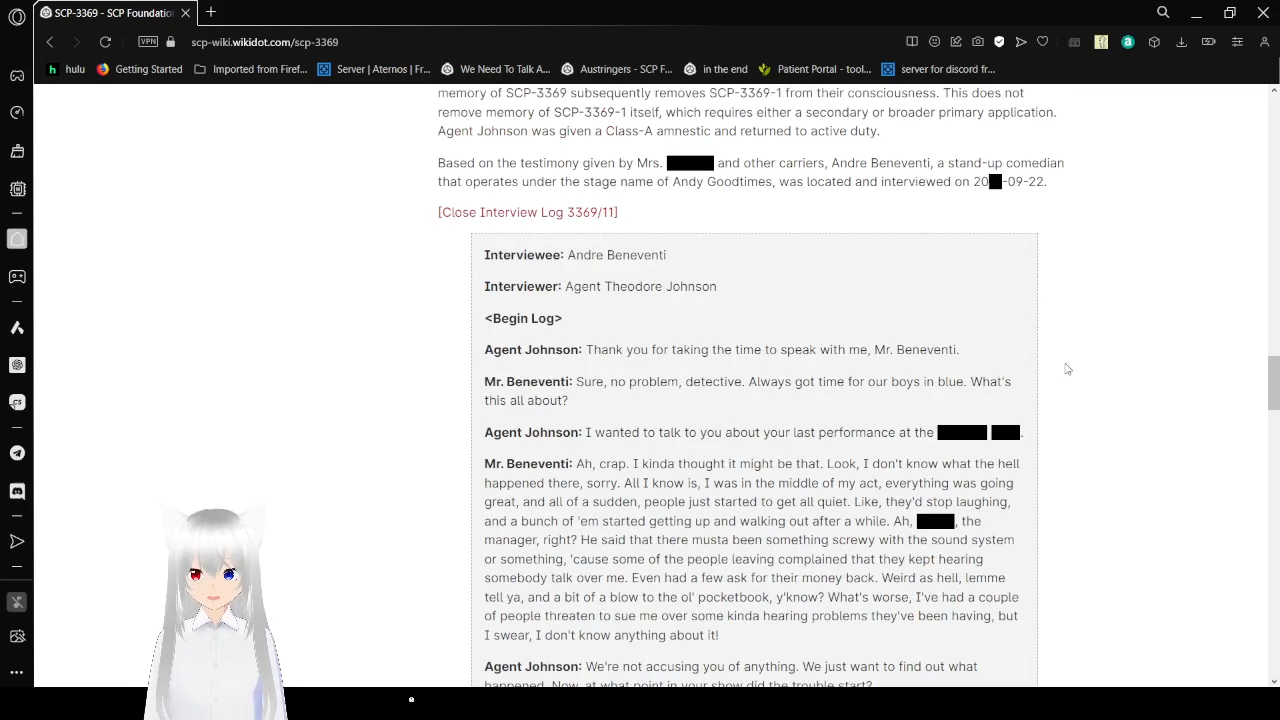 SCP-3369 - SCP Foundatio
VPN
scp-wiki.wikidot.com/scp-3369
hulu
Getting Started
Imported from Firef...
Server | Aternos | Fr...
We Need To Talk A...
Austringers - SCP F...
in the end
Patient Portal - tool...
server for discord fr...
memory of SCP-3369 subsequently removes SCP-3369-1 from their consciousness. This does not
remove memory of SCP-3369-1 itself, which requires either a secondary or broader primary application.
Agent Johnson was given a Class-A amnestic and returned to active duty.
Based on the testimony given by Mrs. and other carriers, Andre Beneventi, a stand-up comedian
that operates under the stage name of Andy Goodtimes, was located and interviewed on 20 -09-22.
[Close Interview Log 3369/11]
Interviewee: Andre Beneventi
Interviewer: Agent Theodore Johnson
<Begin Log>
Agent Johnson: Thank you for taking the time to speak with me, Mr. Beneventi.
Mr. Beneventi: Sure, no problem, detective. Always got time for our boys in blue. What's
this all about?
Agent Johnson: I wanted to talk to you about your last performance at the .
Mr. Beneventi: Ah, crap. I kinda thought it might be that. Look, I don't know what the hell
happened there, sorry. All I know is, I was in the middle of my act, everything was going
great, and all of a sudden, people just started to get all quiet. Like, they'd stop laughing,
and a bunch of 'em started getting up and walking out after a while. Ah, , the
manager, right? He said that there musta been something screwy with the sound system
or something, 'cause some of the people leaving complained that they kept hearing
somebody talk over me. Even had a few ask for their money back. Weird as hell, lemme
tell ya, and a bit of a blow to the ol' pocketbook, y'know? What's worse, I've had a couple
of people threaten to sue me over some kinda hearing problems they've been having, but
I swear, I don't know anything about it!
Agent Johnson: We're not accusing you of anything. We just want to find out what
happened. Now, at what point in your show did the trouble start?